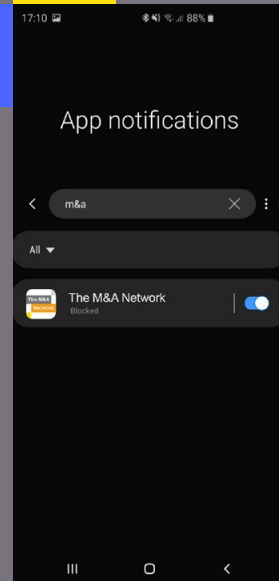 17:10 88%
App notifications
m&a
All
The M&A
Network
The M&A Network
Blocked